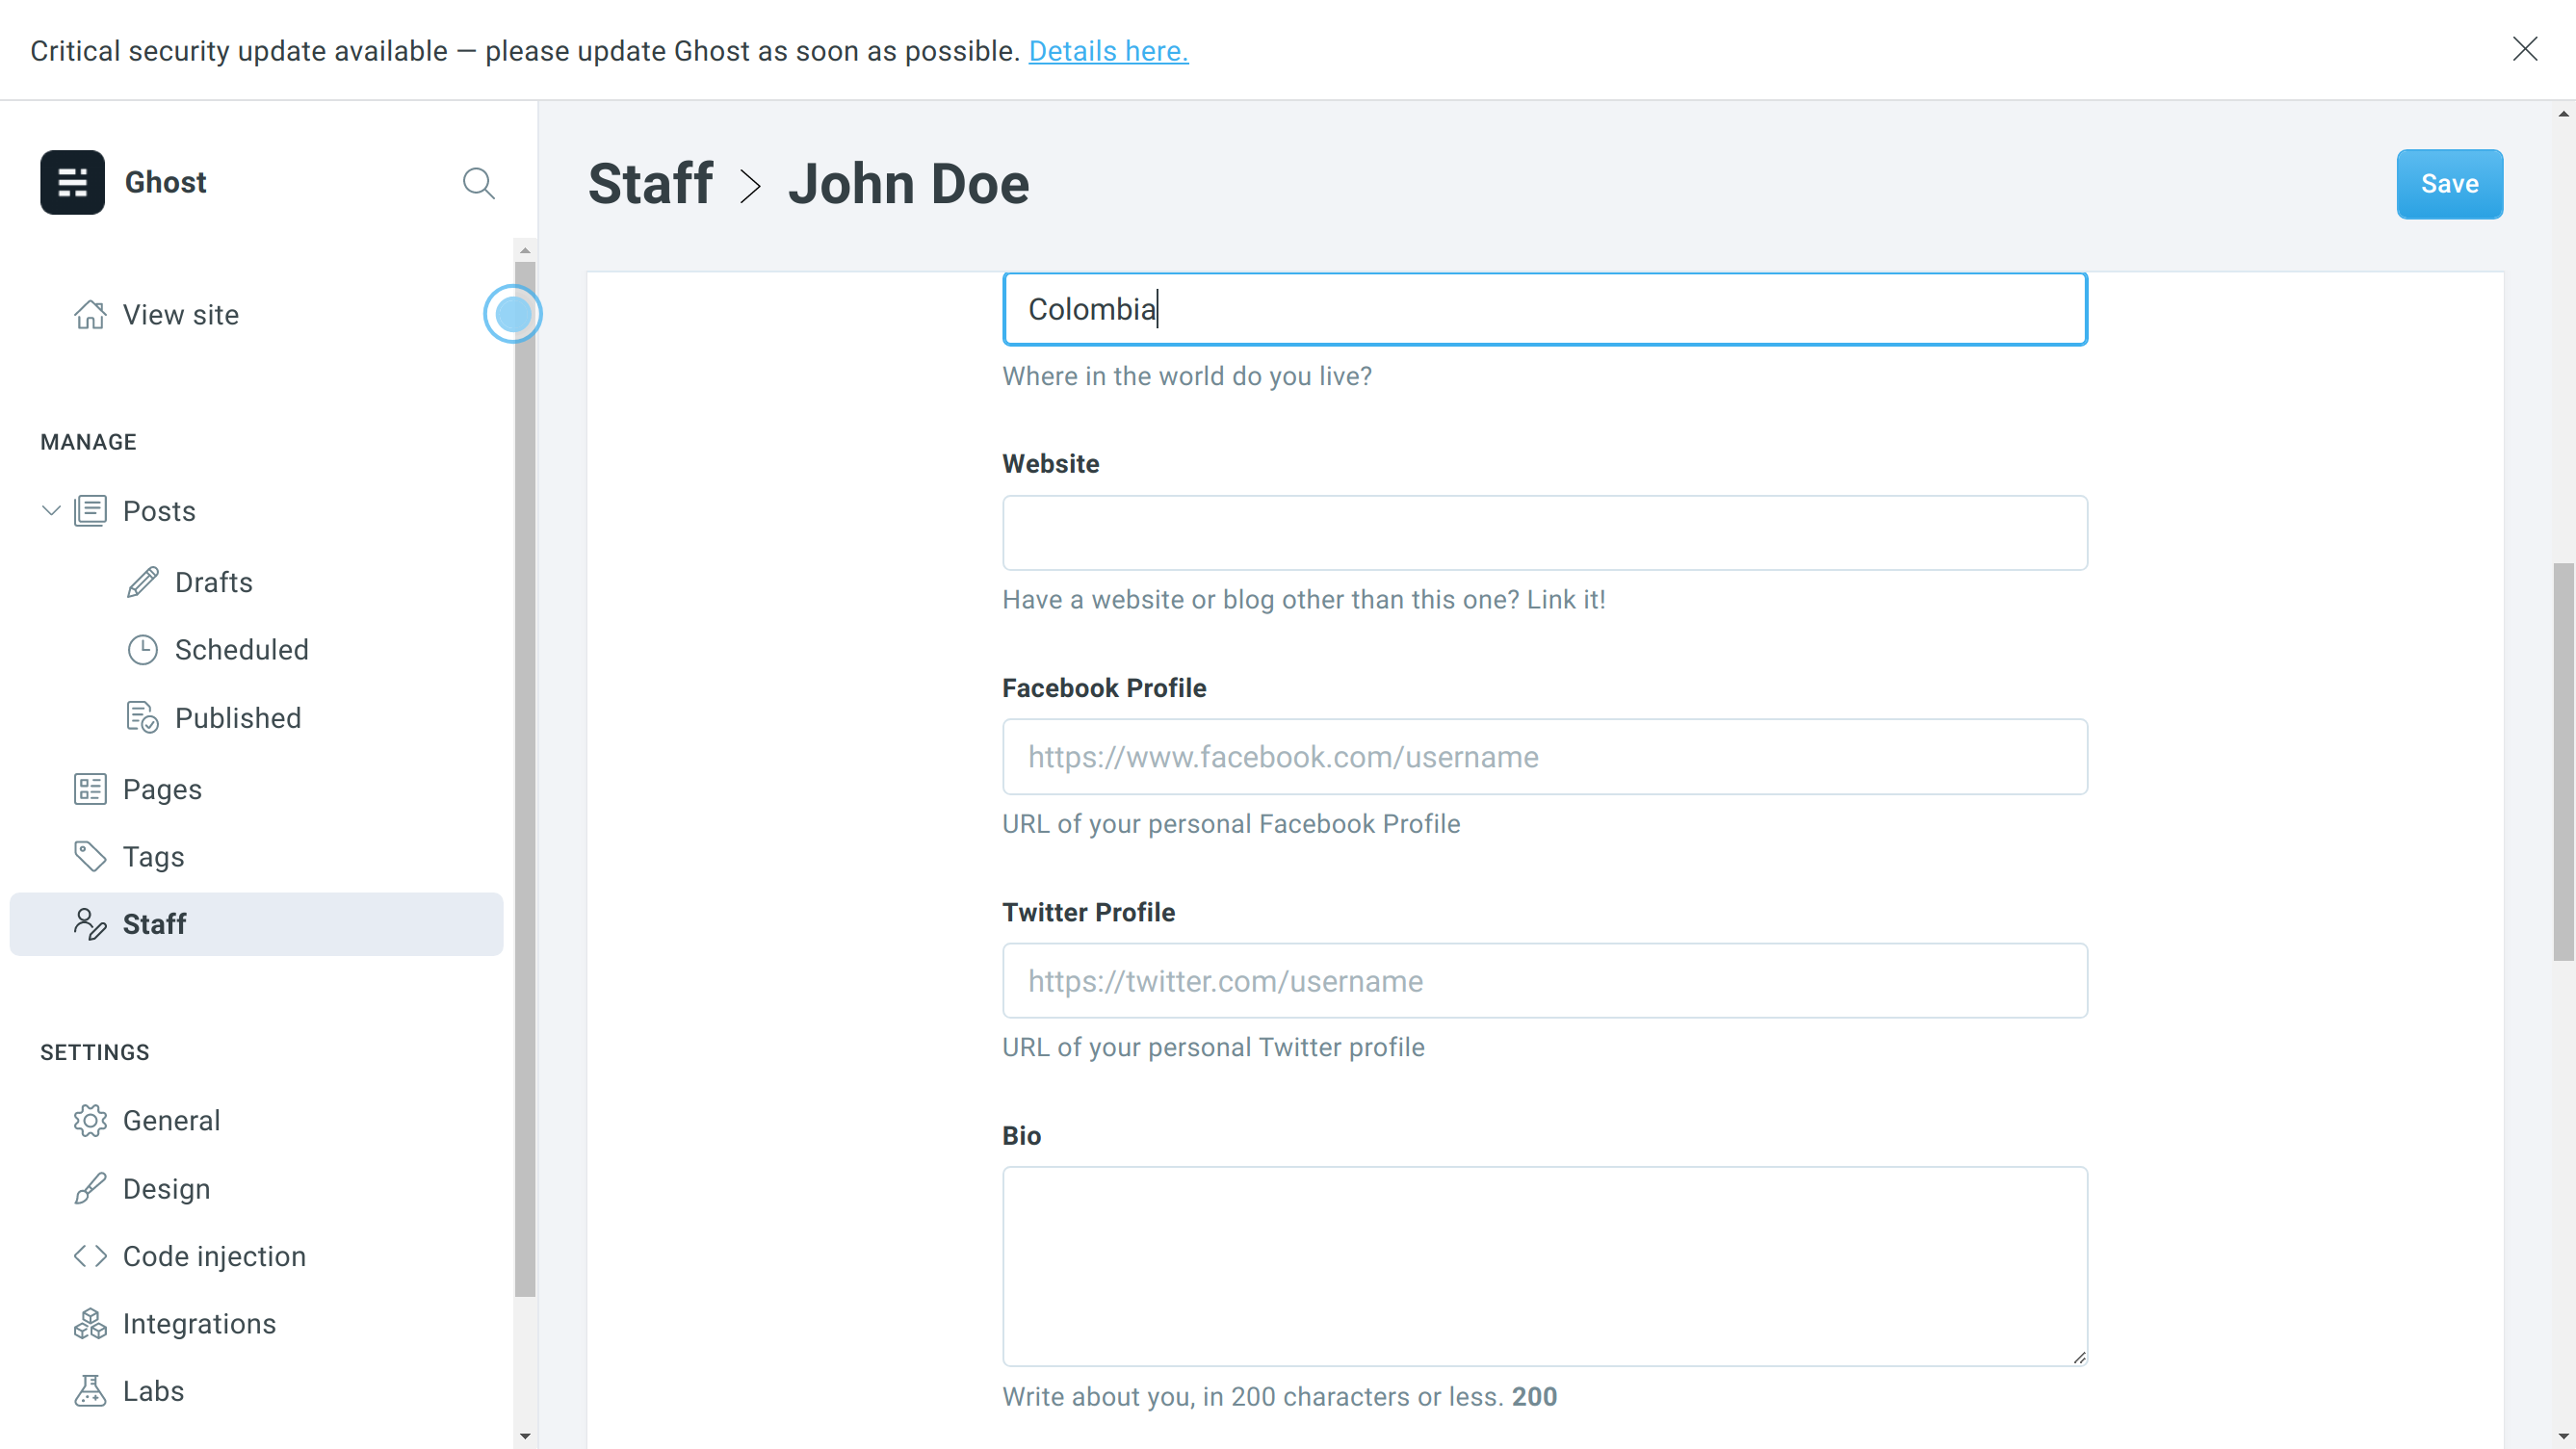 Critical security update available — please update Ghost as soon as possible. Details here.
Ghost
View site
MANAGE
Posts
Drafts
Scheduled
Published
Pages
Tags
Staff
SETTINGS
General
Design
Code injection
Integrations
Labs
Staff > John Doe
Save
Colombia
Where in the world do you live?
Website
Have a website or blog other than this one? Link it!
Facebook Profile
https://www.facebook.com/username
URL of your personal Facebook Profile
Twitter Profile
https://twitter.com/username
URL of your personal Twitter profile
Bio
Write about you, in 200 characters or less. 200